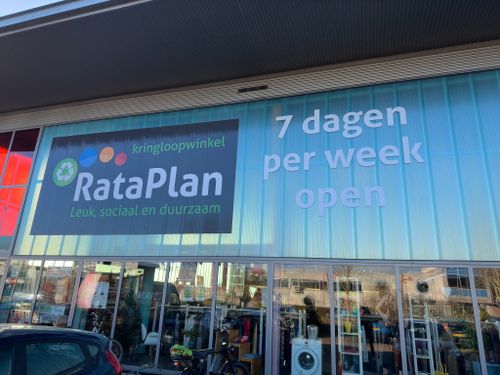 kringloopwinkel
RataPlan
Leuk, sociaal en duurzaam
7 dagen
per week
open